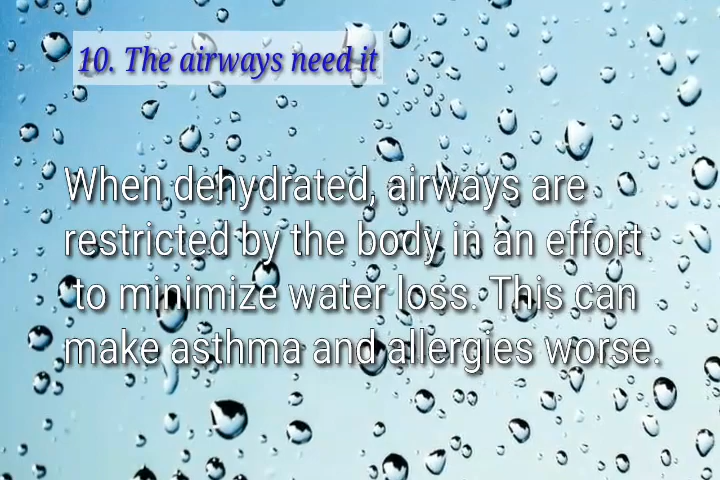 10. The airways need it
When dehydrated, airways are
restricted by the body in an effort
to minimize water loss. This can
make asthma and allergies worse.